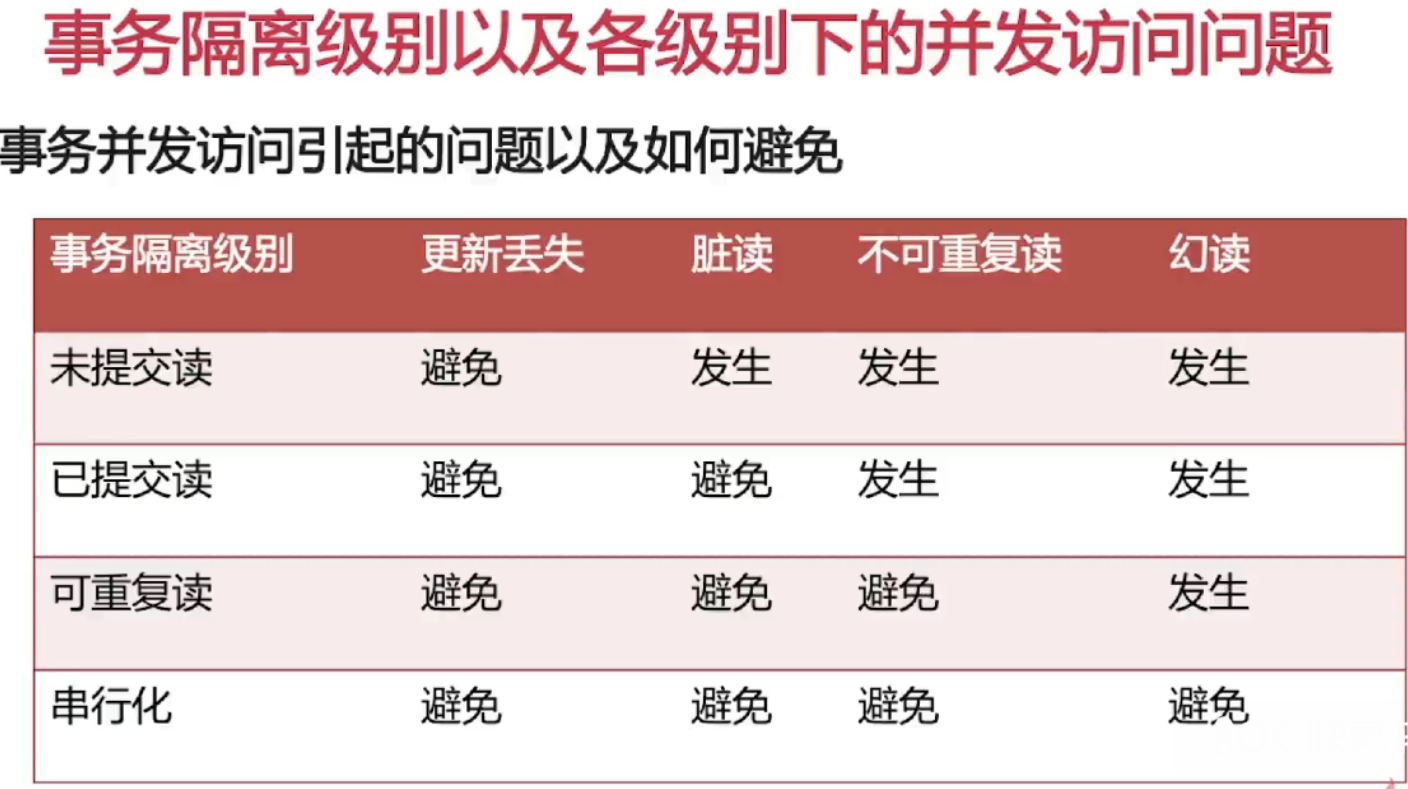 事务隔离级别以及各级别下的并发访问问题
事务并发访问引起的问题以及如何避免
事务隔离级别 更新丢失 脏读 不可重复读 幻读
未提交读 避免 发生 发生 发生
已提交读 避免 避免 发生 发生
可重复读 避免 避免 避免 发生
串行化 避免 避免 避免 避免